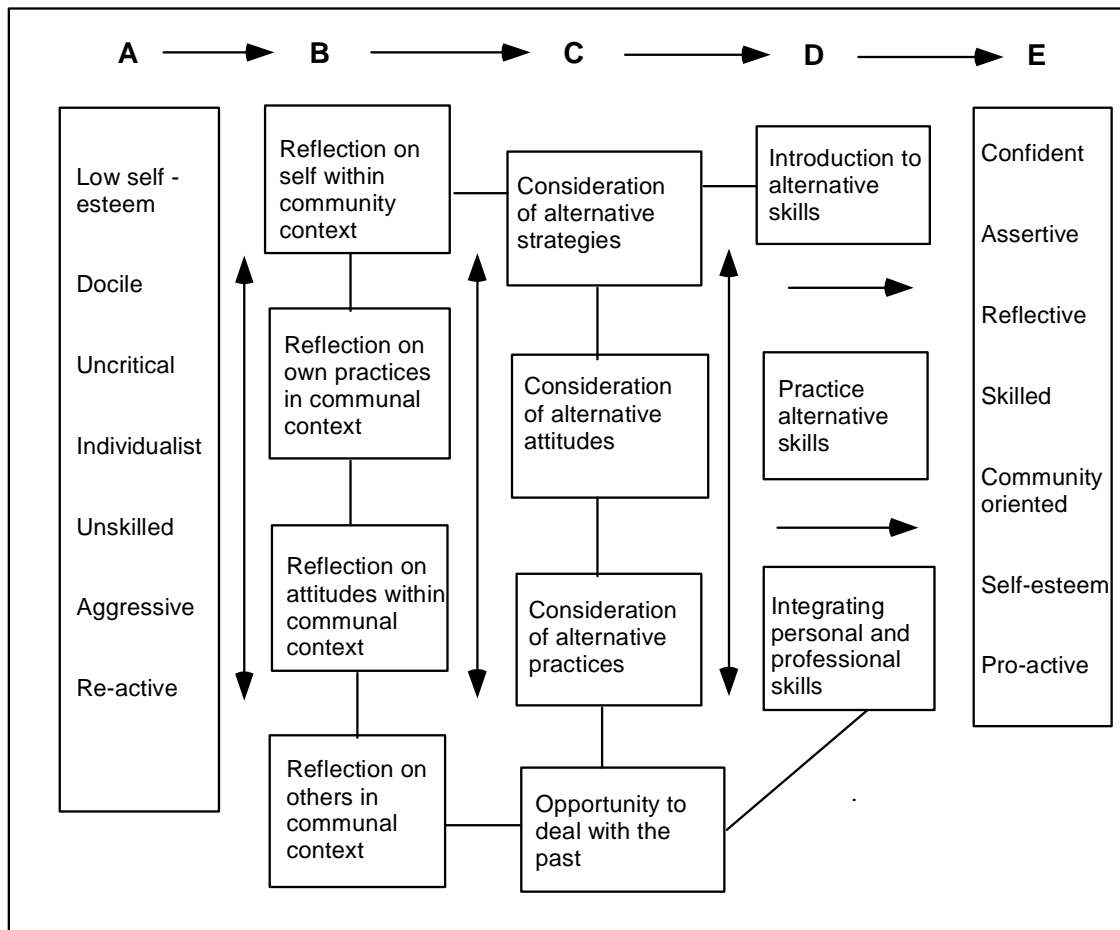 A
B
C
D
E
Low self -
esteem
Docile
Uncritical
Individualist
Unskilled
Aggressive
Re-active
Reflection on
self within
community
context
Reflection on
own practices
in communal
context
Reflection on
attitudes within
communal
context
Reflection on
others in
communal
context
Consideration
of alternative
strategies
Consideration
of alternative
attitudes
Consideration
of alternative
practices
Opportunity to
deal with the
past
Introduction to
alternative
skills
Practice
alternative
skills
Integrating
personal and
professional
skills
Confident
Assertive
Reflective
Skilled
Community
oriented
Self-esteem
Pro-active